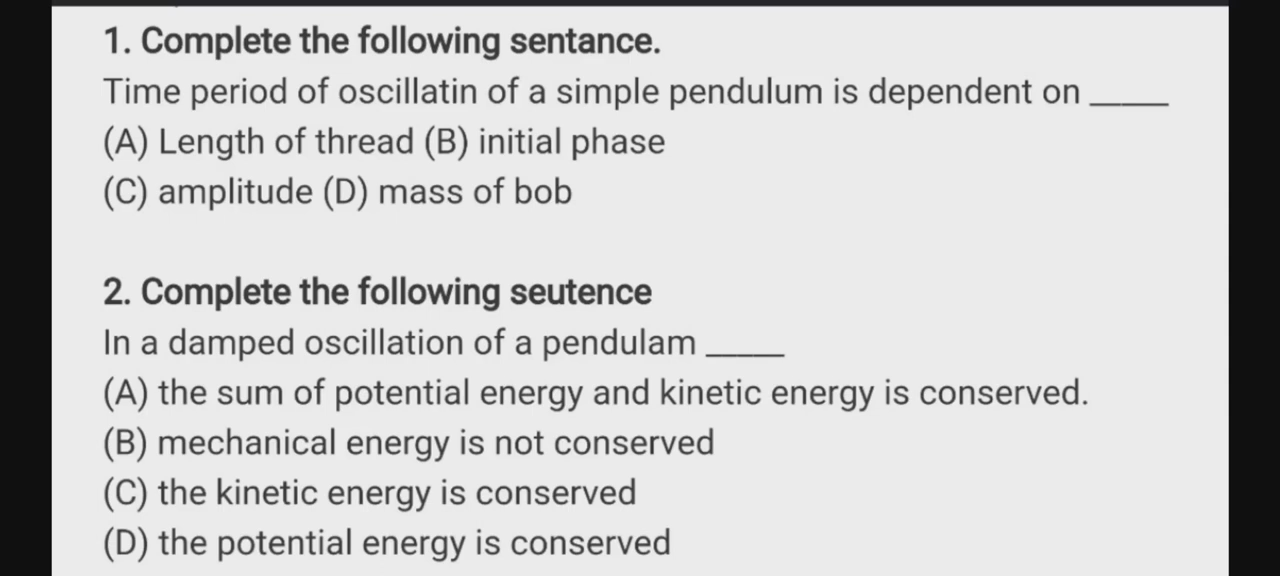 1. Complete the following sentance.
Time period of oscillatin of a simple pendulum is dependent on _____
(A) Length of thread (B) initial phase
(C) amplitude (D) mass of bob
2. Complete the following seutence
In a damped oscillation of a pendulam _____
(A) the sum of potential energy and kinetic energy is conserved.
(B) mechanical energy is not conserved
(C) the kinetic energy is conserved
(D) the potential energy is conserved